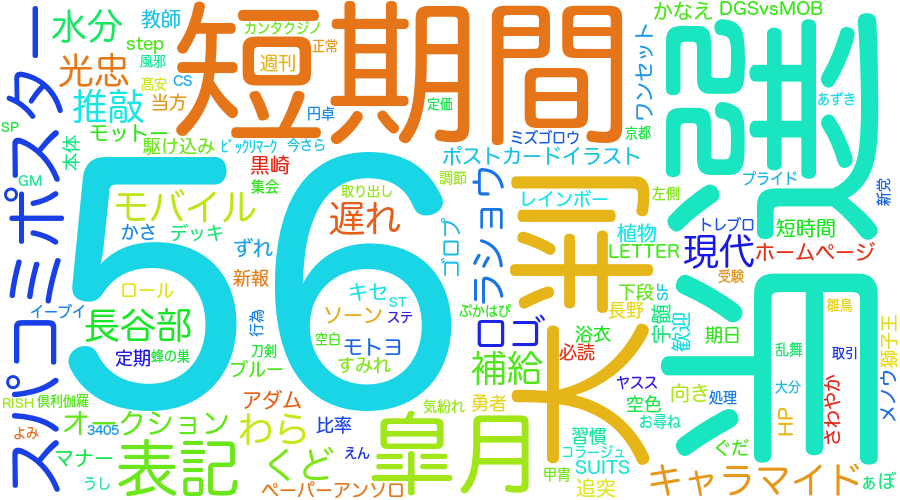 水分
教師
カンタクジノ
かなえ
DGSvsMOB
step
風邪
正常
光忠
CS
週刊
短期間
高安
当方
推敲
円卓
定価
ワンセット
あずき
SP
モットー
本体
駆け込み
ビックリマーク
今さら
ミズゴロウ
京都
ポストカードイラスト
黒崎
調節
集会
取り出し
プライド
左側
新党
GM
モバイル
遅れ
ラショウ
大判
レインボー
トレブロ
短時間
かさ
デッキ
ずれ
ゴロプ
植物
現代
LETTER
ホームページ
新報
受験
スパコミポスター
56
ロール
キセ
ST
下段
SF
イーブイ
ソーン
ステ
ぷかはぴ
長野
雛鳥
長谷部
行為
ロゴ
浴衣
宇髄
歓迎
期日
獅子王
定期
蜂の巣
刀剣
空白
モトヨ
必読
乱舞
取引
ブルー
すみれ
補給
ヤスス
向き
処理
大分
メノウ
RISH
倶利伽羅
アダム
気紛れ
勇者
空色
お尋ね
HP
さわやか
よみ
3405
オークション
わら
比率
皐月
習慣
ぐだ
マナー
表記
くど
えん
コラージュ
SUITS
甲冑
うし
ペーパーアンソロ
追突
キャラマイド
ぁぼ